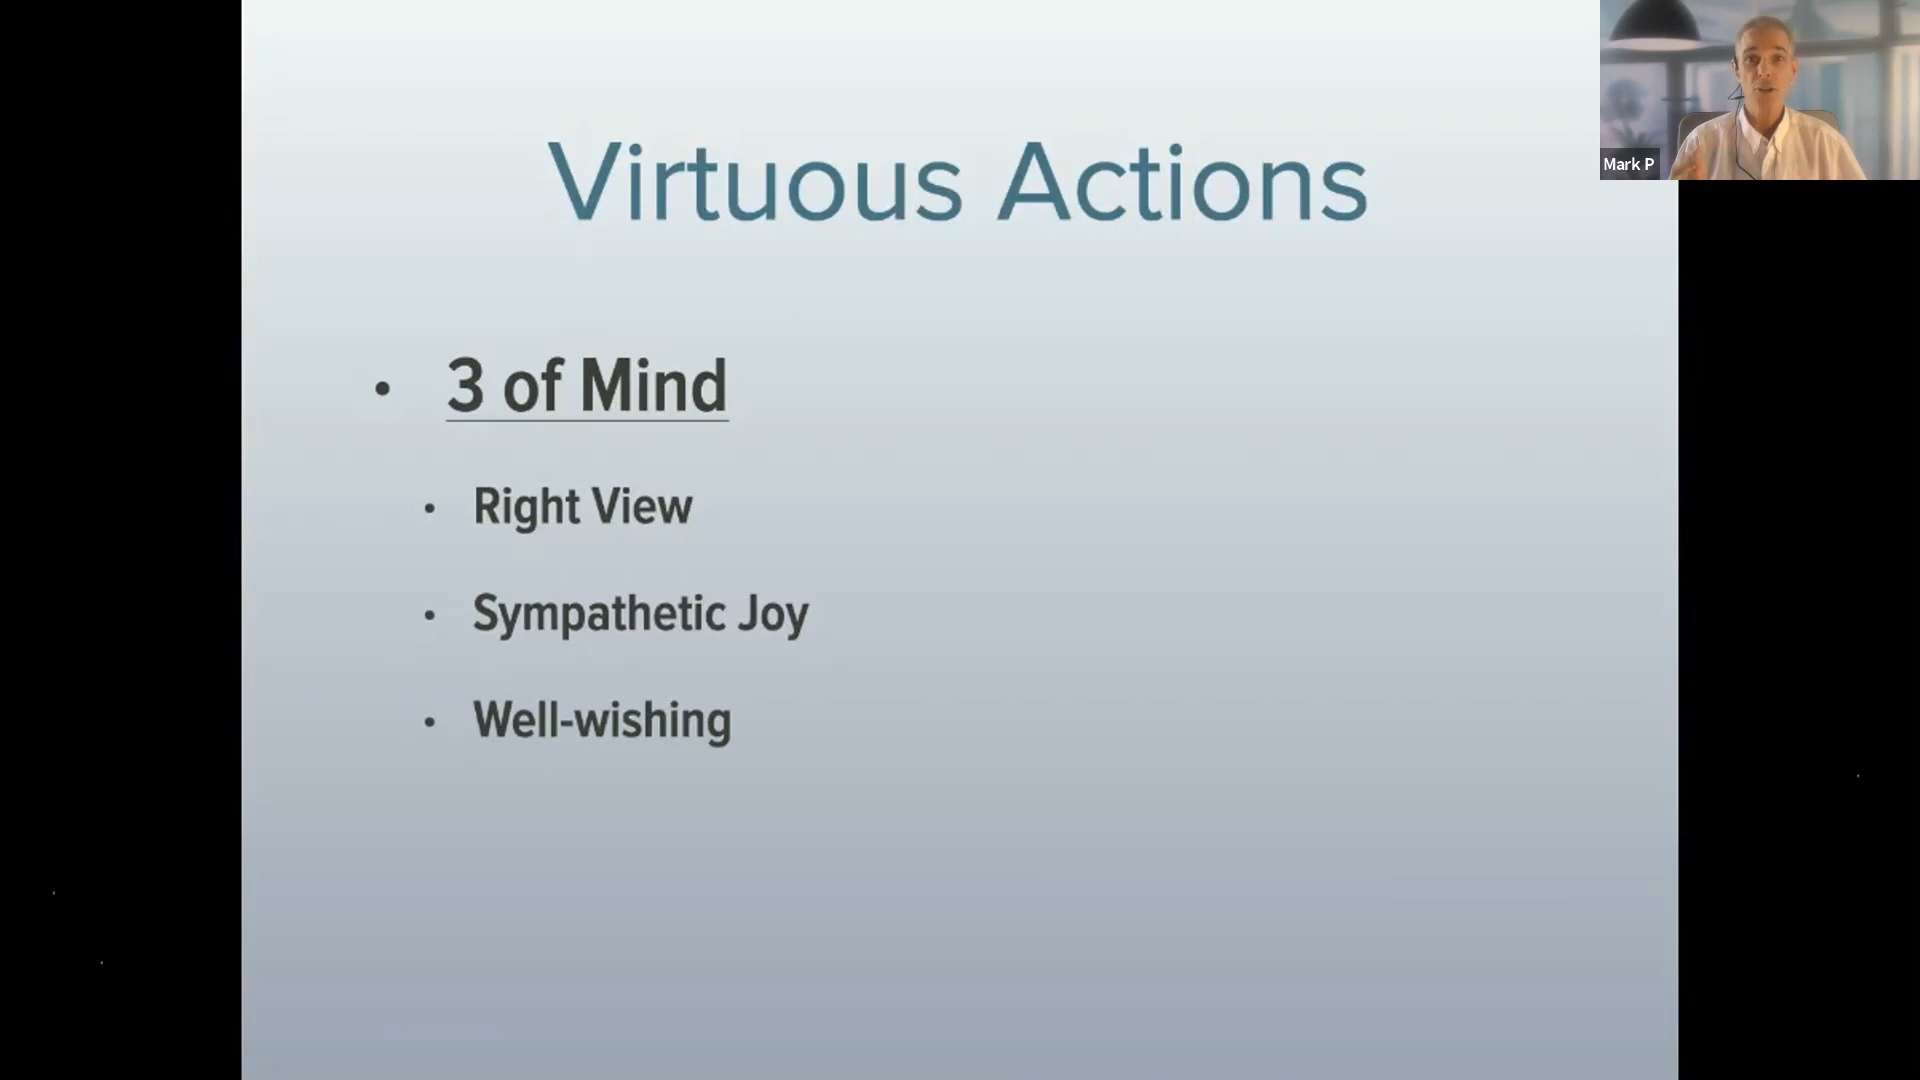 Virtuous Actions
Mark P
• 3 of Mind
• Right View
• Sympathetic Joy
• Well-wishing